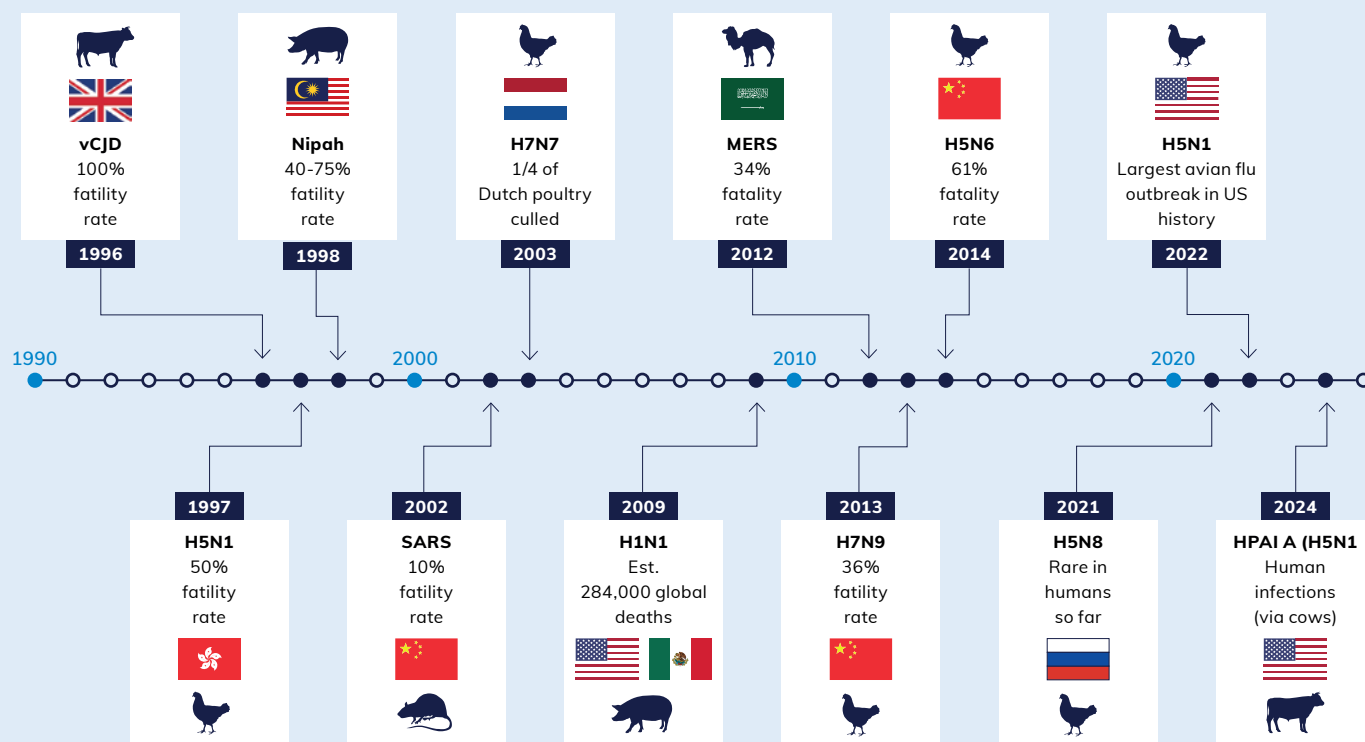 vCJD
100%
fatility
rate
1996
Nipah
40-75%
fatility
rate
1998
H7N7
1/4 of
Dutch poultry
culled
2003
MERS
34%
fatality
rate
2012
H5N6
61%
fatality
rate
2014
H5N1
Largest avian flu
outbreak in US
history
2022
1990
2000
2010
2020
1997
H5N1
50%
fatility
rate
2002
SARS
10%
fatility
rate
2009
H1N1
Est.
284,000 global
deaths
2013
H7N9
36%
fatility
rate
2021
H5N8
Rare in
humans
so far
2024
HPAI A (H5N1
Human
infections
(via cows)